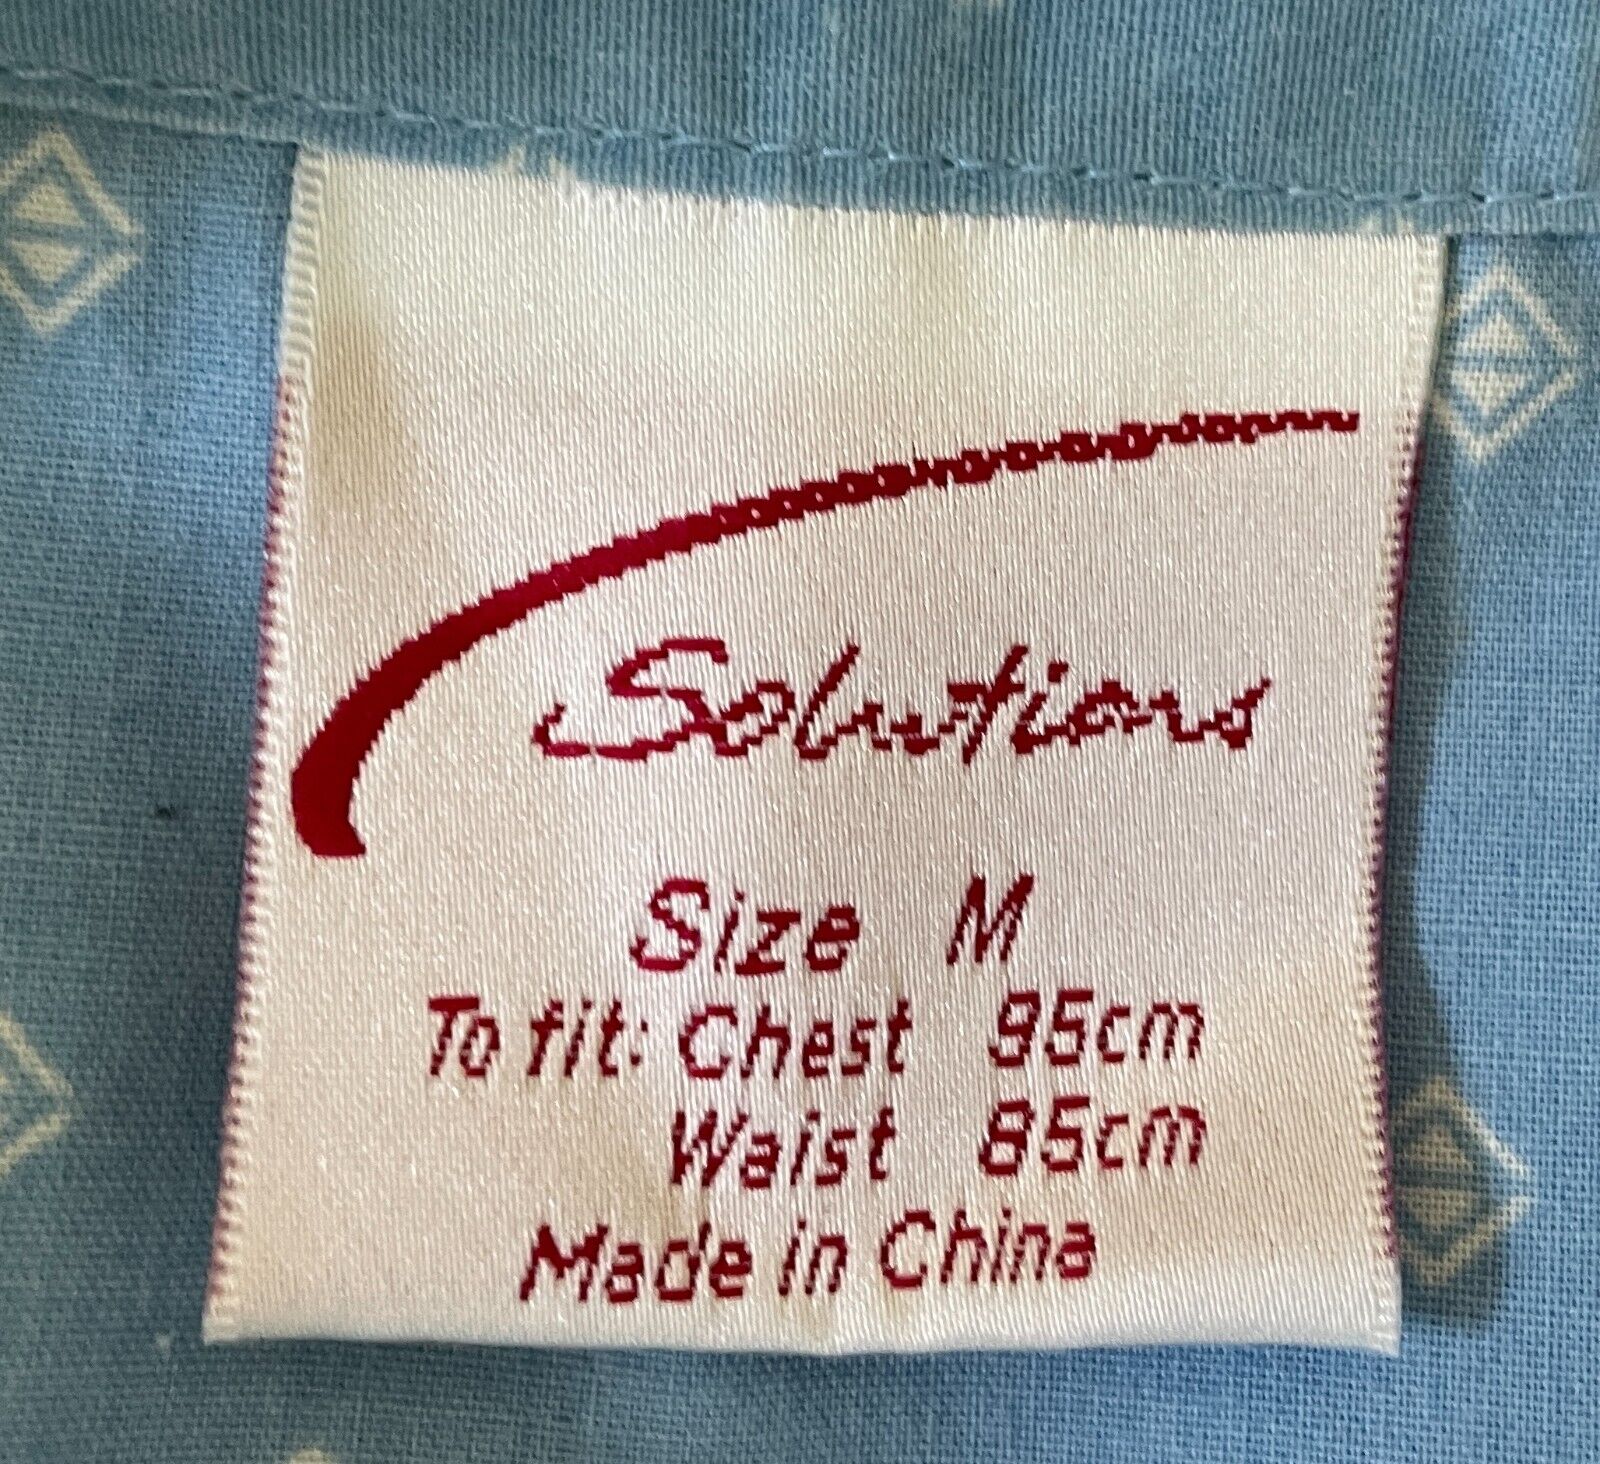 Solutions
Size M
To fit: Chest 95cm
Waist 85cm
Made in China